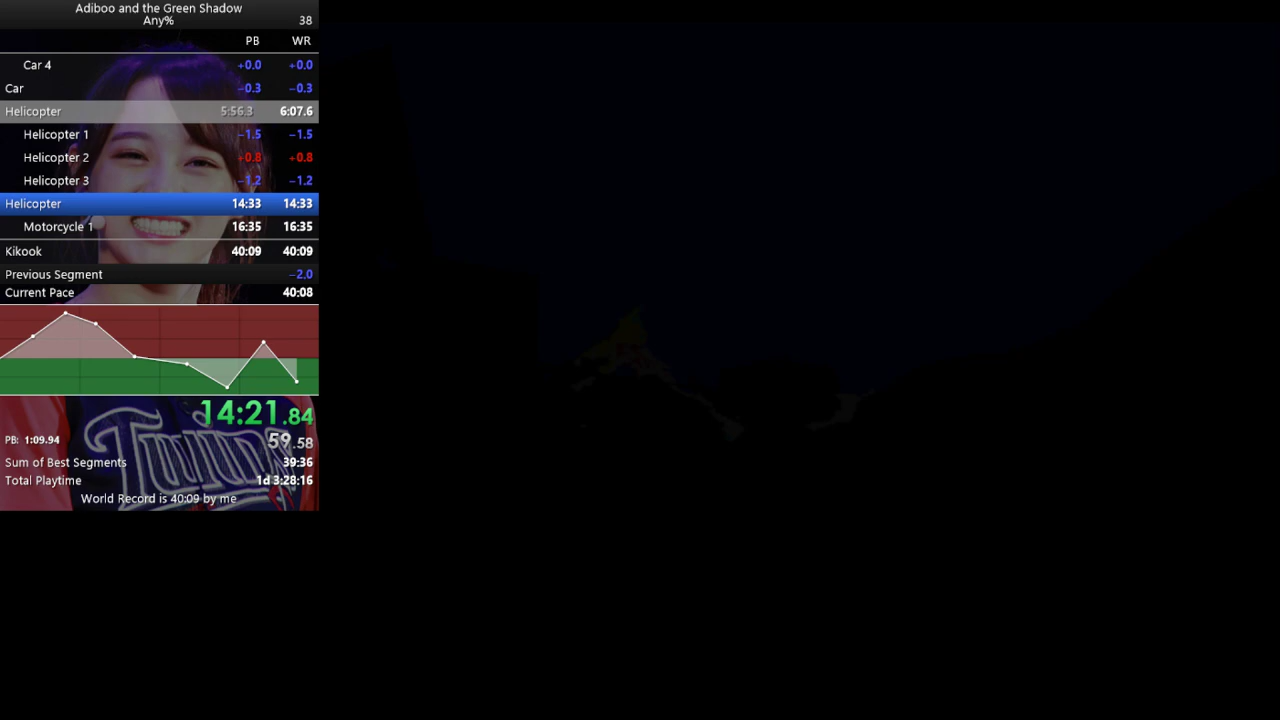 Adiboo and the Green Shadow
Any%
38
PB WR
Car 4 +0.0 +0.0
Car −0.3 −0.3
Helicopter 5:56.3 6:07.6
Helicopter 1 −1.5 −1.5
Helicopter 2 +0.8 +0.8
Helicopter 3 −1.2 −1.2
Helicopter 14:33 14:33
Motorcycle 1 16:35 16:35
Kikook 40:09 40:09
Previous Segment −2.0
Current Pace 40:08
14:21.84
PB: 1:09.94 59.58
Sum of Best Segments 39:36
Total Playtime 1d 3:28:16
World Record is 40:09 by me
Twins